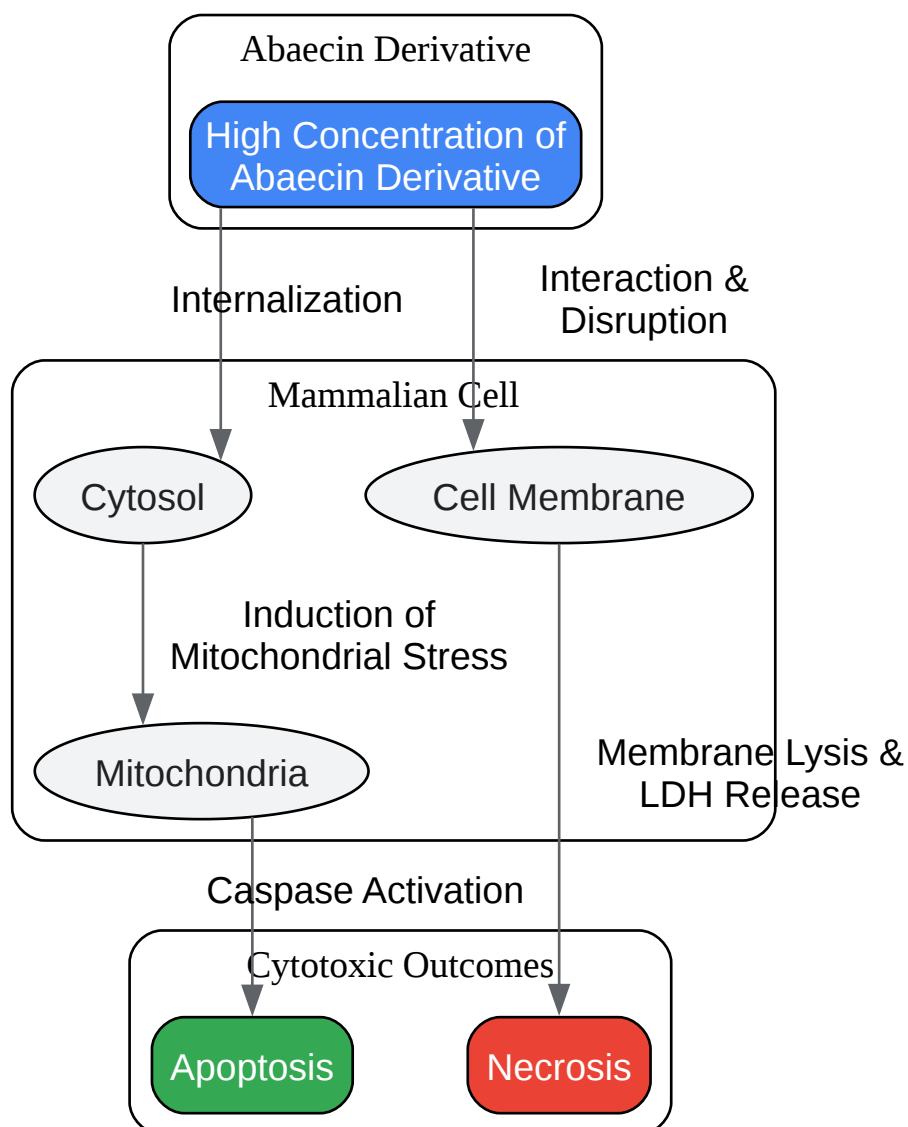 Abaecin Derivative
High Concentration of
Abaecin Derivative
Internalization
Interaction &
Disruption
Mammalian Cell
Cytosol
Cell Membrane
Induction of
Mitochondrial Stress
Mitochondria
Membrane Lysis &
LDH Release
Caspase Activation
Cytotoxic Outcomes
Apoptosis
Necrosis